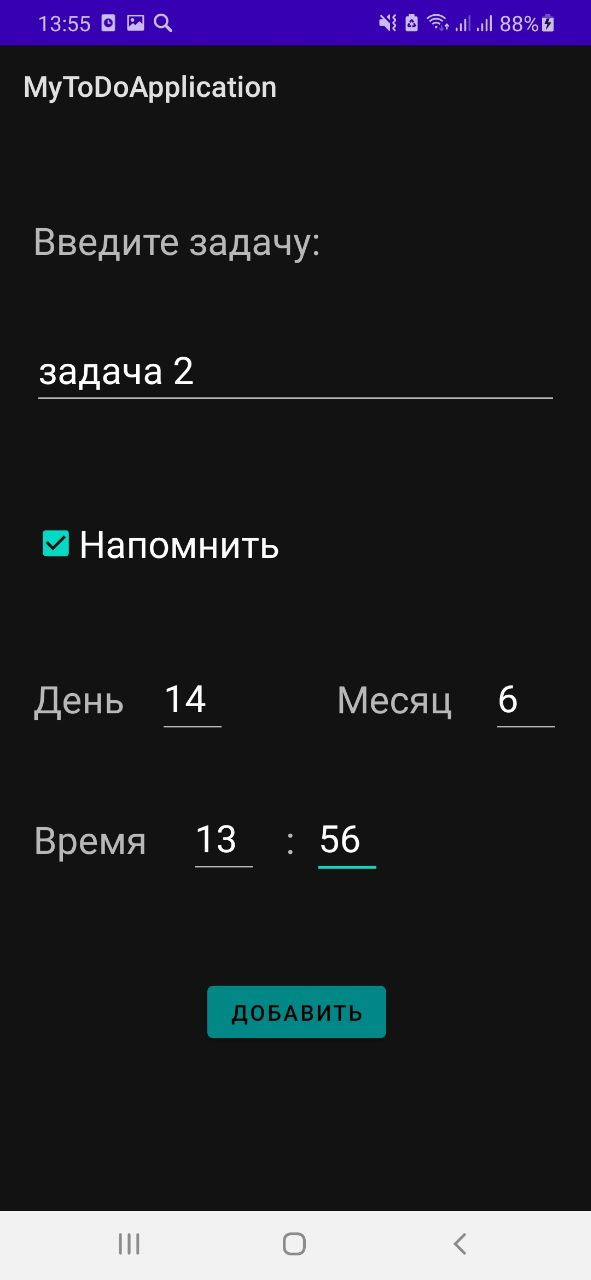 13:55 88%
MyToDoApplication
Введите задачу:
задача 2
Напомнить
День 14 Месяц 6
Время 13 : 56
ДОБАВИТЬ